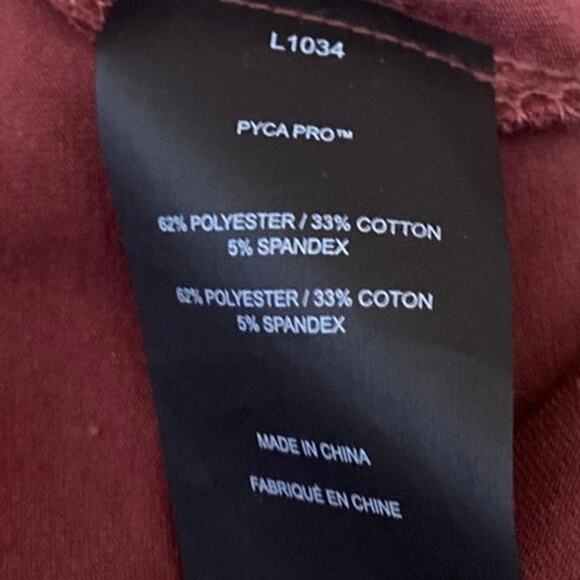 L1034
PYCA PRO™
62% POLYESTER / 33% COTTON
5% SPANDEX
62% POLYESTER / 33% COTON
5% SPANDEX
MADE IN CHINA
FABRIQUÉ EN CHINE